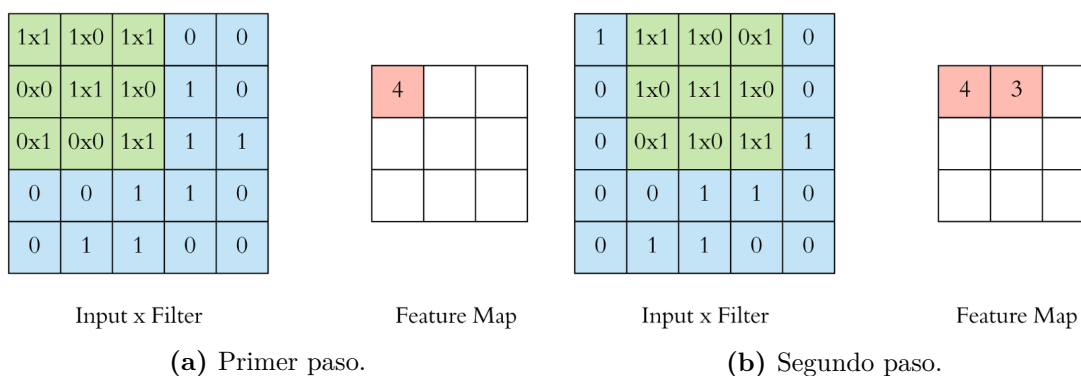 1x1 1x0 1x1 0 0
0x0 1x1 1x0 1 0
0x1 0x0 1x1 1 1
0 0 1 1 0
0 1 1 0 0
Input x Filter
4
Feature Map
(a) Primer paso.
1 1x1 1x0 0x1 0
0 1x0 1x1 1x0 0
0 0x1 1x0 1x1 1
0 0 1 1 0
0 1 1 0 0
Input x Filter
4 3
Feature Map
(b) Segundo paso.